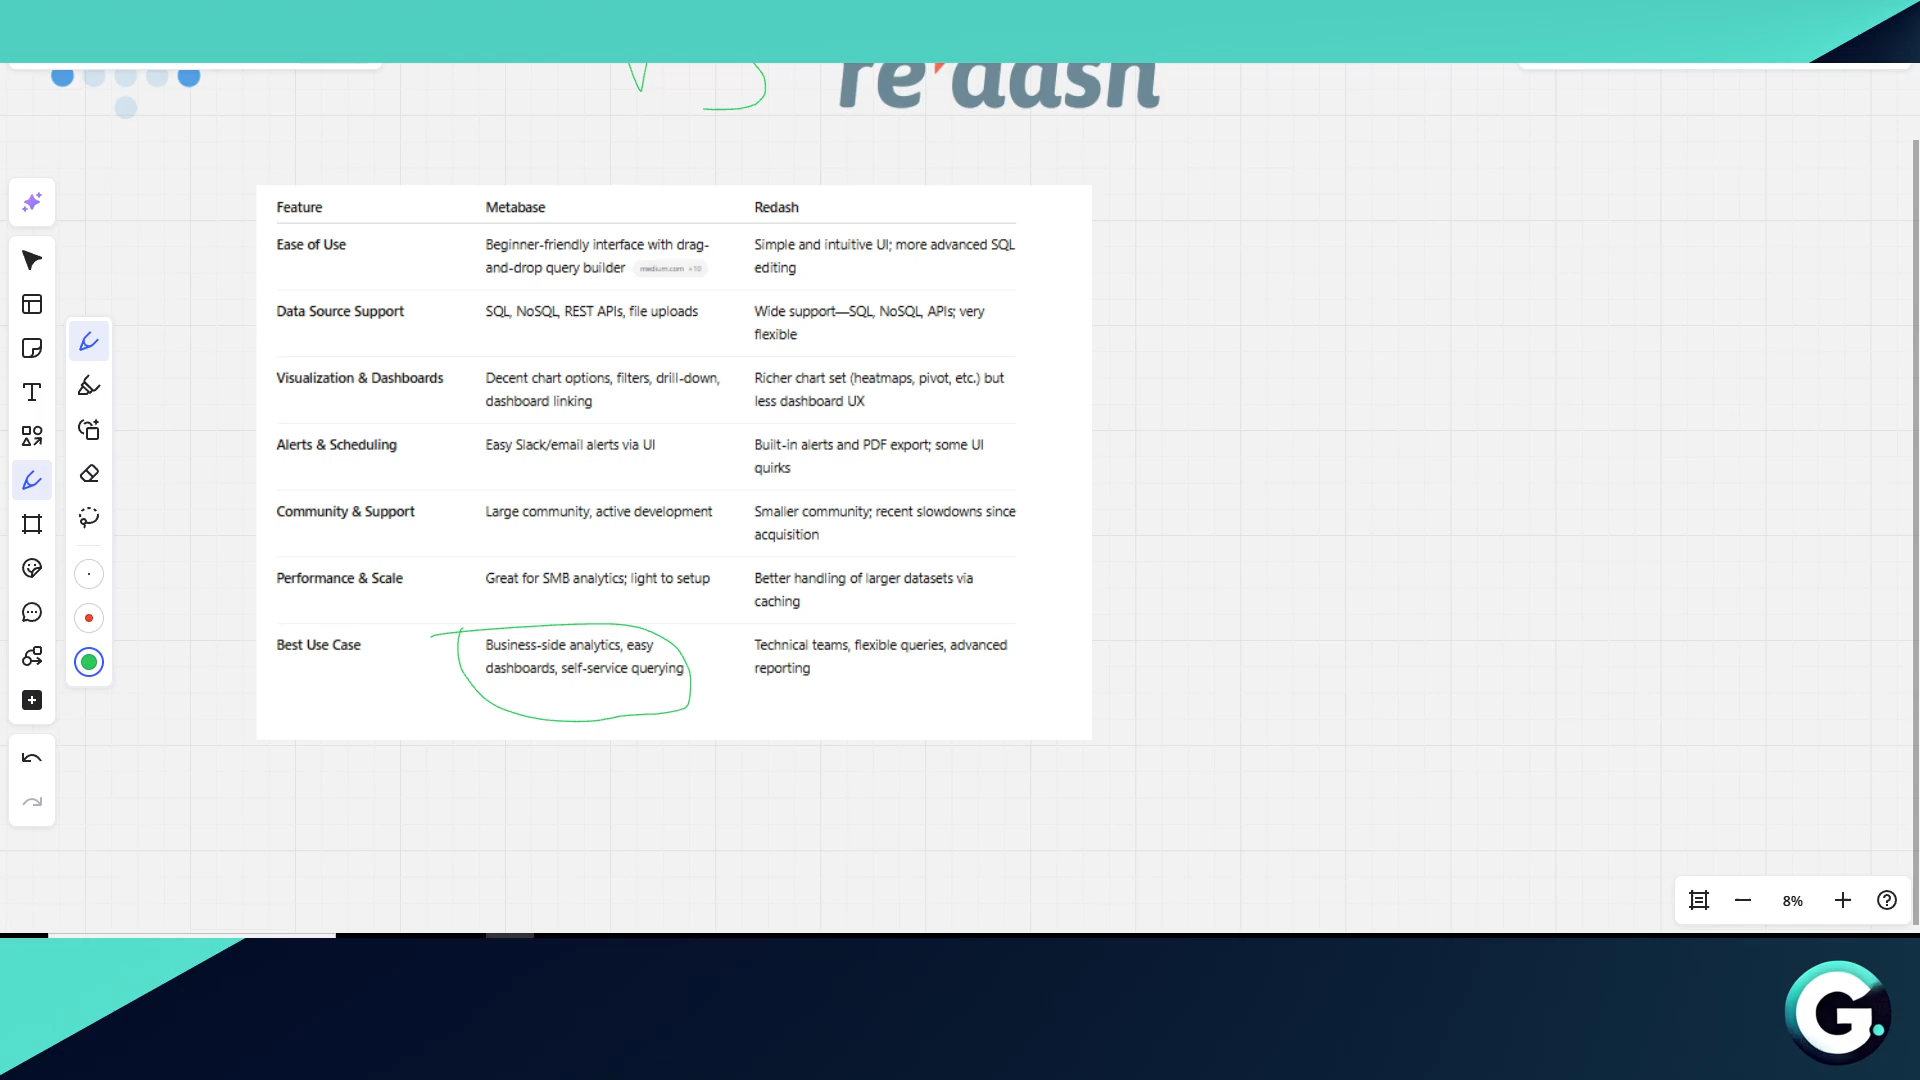 VS
re'dash
Feature Metabase Redash
Ease of Use Beginner-friendly interface with drag- Simple and intuitive UI; more advanced SQL
and-drop query builder medium.com +10 editing
Data Source Support SQL, NoSQL, REST APIs, file uploads Wide support—SQL, NoSQL, APIs; very
flexible
Visualization & Dashboards Decent chart options, filters, drill-down, Richer chart set (heatmaps, pivot, etc.) but
dashboard linking less dashboard UX
Alerts & Scheduling Easy Slack/email alerts via UI Built-in alerts and PDF export; some UI
quirks
Community & Support Large community, active development Smaller community; recent slowdowns since
acquisition
Performance & Scale Great for SMB analytics; light to setup Better handling of larger datasets via
caching
Best Use Case Business-side analytics, easy Technical teams, flexible queries, advanced
dashboards, self-service querying reporting
8%
G.